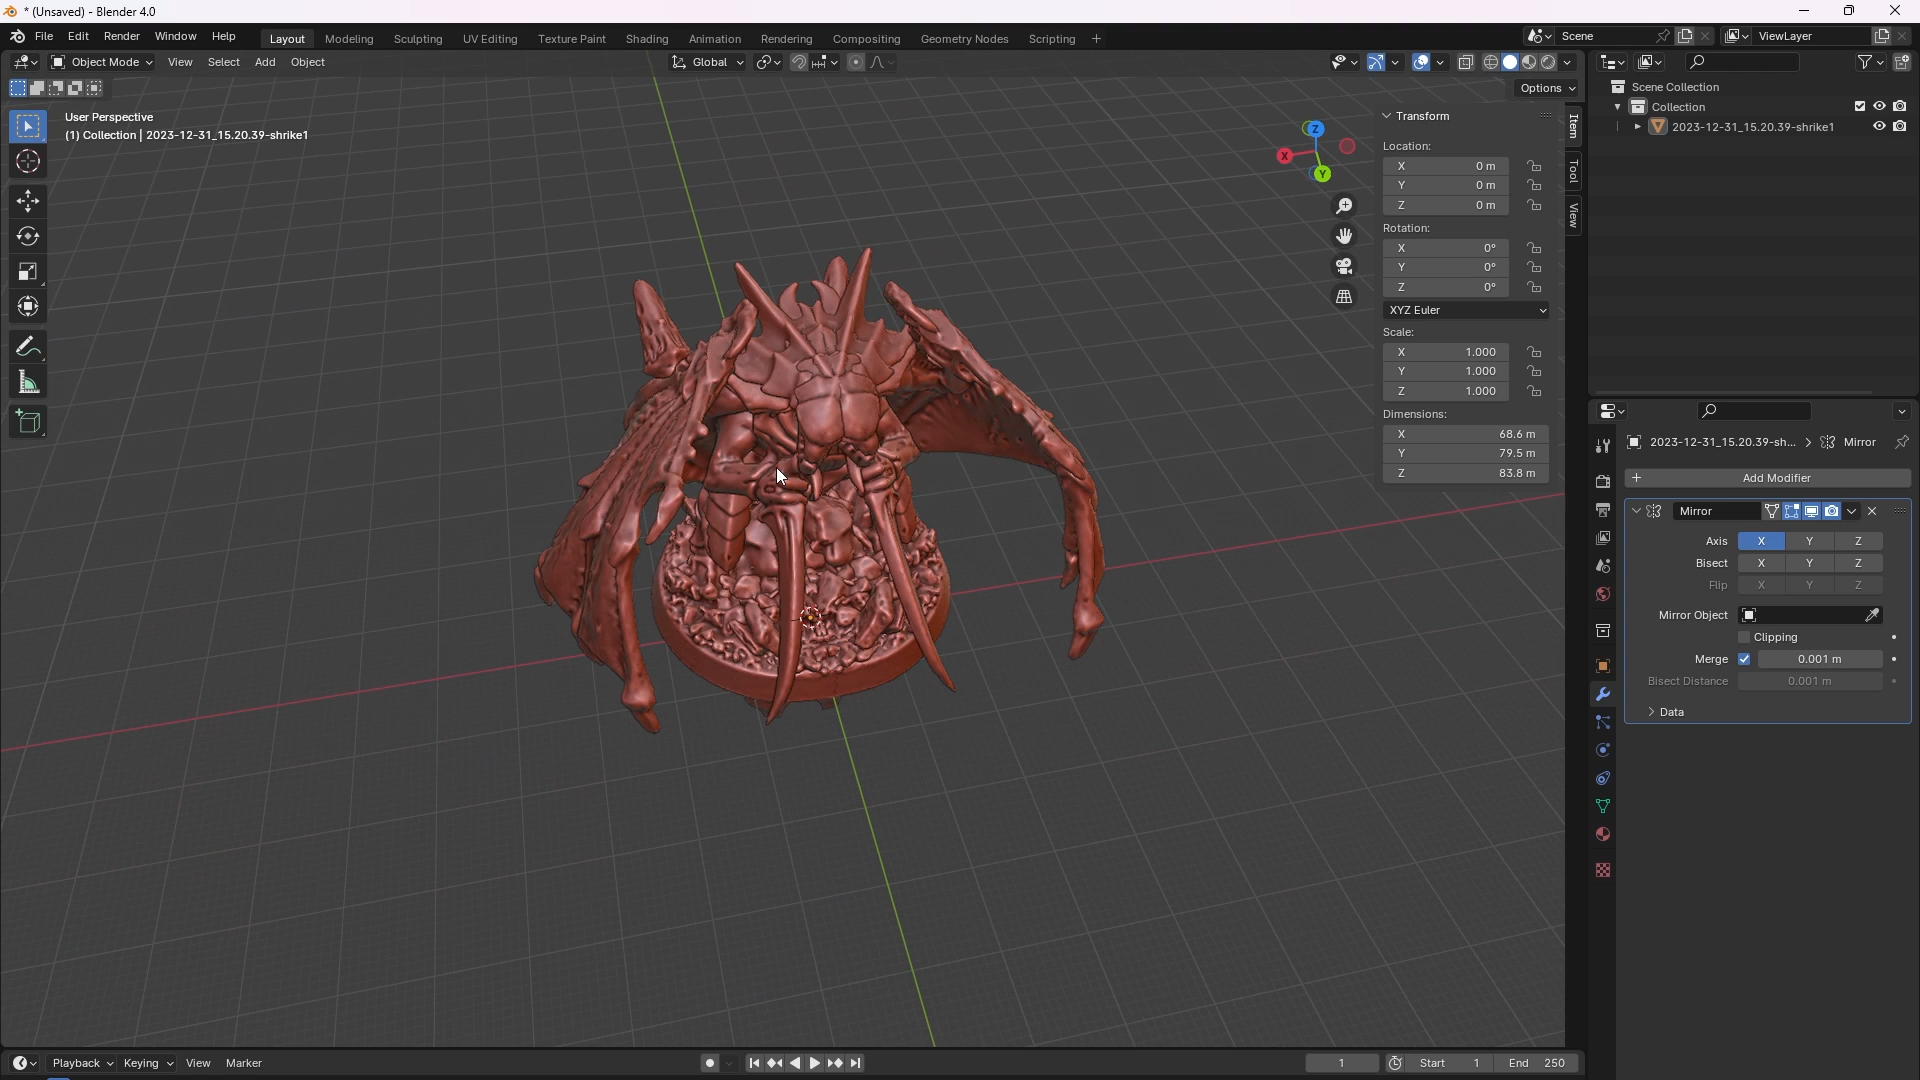 * (Unsaved) - Blender 4.0
File Edit Render Window Help
Layout Modeling Sculpting UV Editing Texture Paint Shading Animation Rendering Compositing Geometry Nodes Scripting +
Scene
ViewLayer
Object Mode View Select Add Object
Global
Options
User Perspective
(1) Collection | 2023-12-31_15.20.39-shrike1
Z
X
Y
Transform
Location:
X 0 m
Y 0 m
Z 0 m
Rotation:
X 0°
Y 0°
Z 0°
XYZ Euler
Scale:
X 1.000
Y 1.000
Z 1.000
Dimensions:
X 68.6 m
Y 79.5 m
Z 83.8 m
Item
Tool
View
Scene Collection
Collection
2023-12-31_15.20.39-shrike1
2023-12-31_15.20.39-sh... > Mirror
+ Add Modifier
Mirror
Axis X Y Z
Bisect X Y Z
Flip X Y Z
Mirror Object
Clipping
Merge 0.001 m
Bisect Distance 0.001 m
Data
Playback Keying View Marker
1
Start 1 End 250